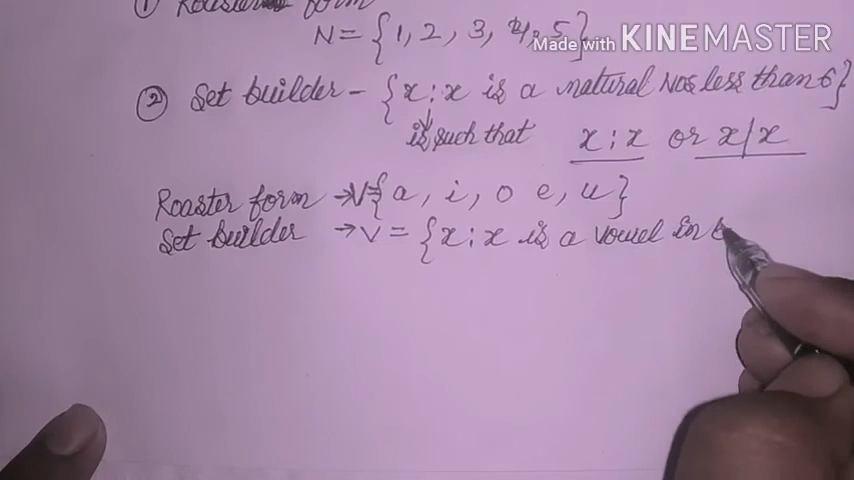 ① Roaster form
N = {1, 2, 3, 4, 5}
Made with KINEMASTER
② Set builder - {x : x is a natural Nos less than 6}
is such that x : x or x/x
Roaster form → V = {a, i, o e, u}
Set builder → V = {x : x is a vowel in